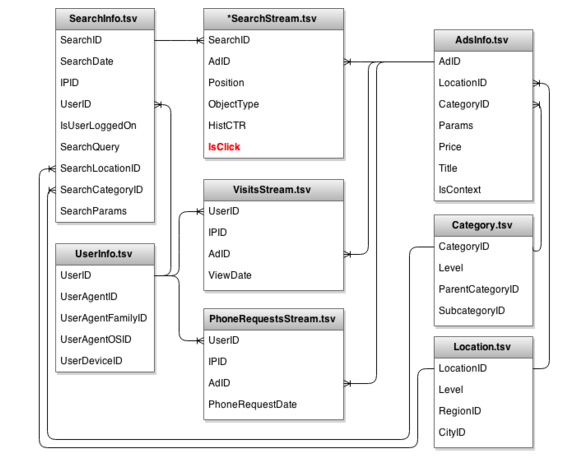 SearchInfo.tsv
SearchID
SearchDate
IPID
UserID
IsUserLoggedOn
SearchQuery
SearchLocationID
SearchCategoryID
SearchParams
UserInfo.tsv
UserID
UserAgentID
UserAgentFamilyID
UserAgentOSID
UserDeviceID
*SearchStream.tsv
SearchID
AdID
Position
ObjectType
HistCTR
IsClick
VisitsStream.tsv
UserID
IPID
AdID
ViewDate
PhoneRequestsStream.tsv
UserID
IPID
AdID
PhoneRequestDate
AdsInfo.tsv
AdID
LocationID
CategoryID
Params
Price
Title
IsContext
Category.tsv
CategoryID
Level
ParentCategoryID
SubcategoryID
Location.tsv
LocationID
Level
RegionID
CityID